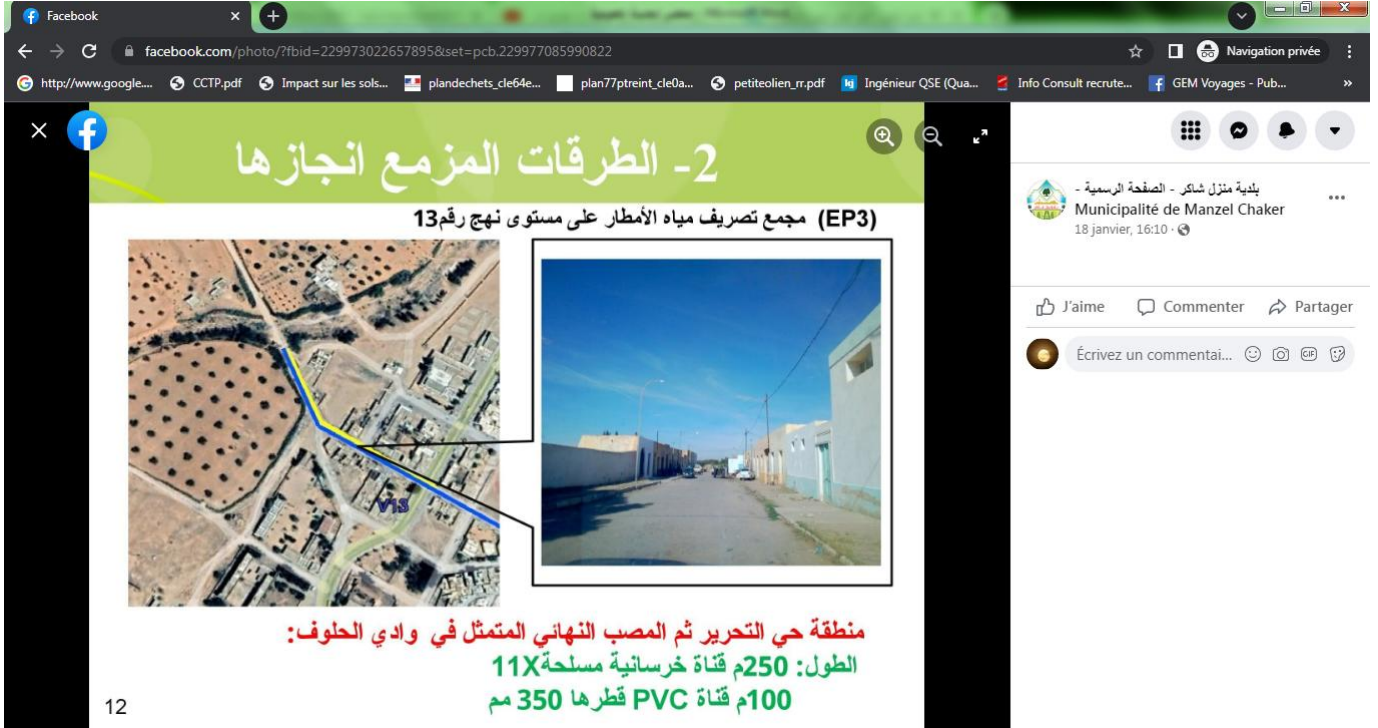 Facebook
facebook.com/photo/?fbid=229973022657895&set=pcb.229977085990822
Navigation privée
http://www.google....
CCTP.pdf
Impact sur les sols...
plandechets_cle64e...
plan77ptreint_cle0a...
petiteolien_rr.pdf
Ingénieur QSE (Qua...
Info Consult recrute...
GEM Voyages - Pub...
»
2- الطرقات المزمع انجازها
(EP3) مجمع تصريف مياه الأمطار على مستوى نهج رقم13
V13
منطقة حي التحرير ثم المصب النهائي المتمثل في وادي الحلوف:
الطول: 250م قناة خرسانية مسلحة11X
100م قناة PVC قطرها 350 مم
12
بلدية منزل شاكر - الصفحة الرسمية -
Municipalité de Manzel Chaker
18 janvier, 16:10
J'aime
Commenter
Partager
Écrivez un commentai...
GIF